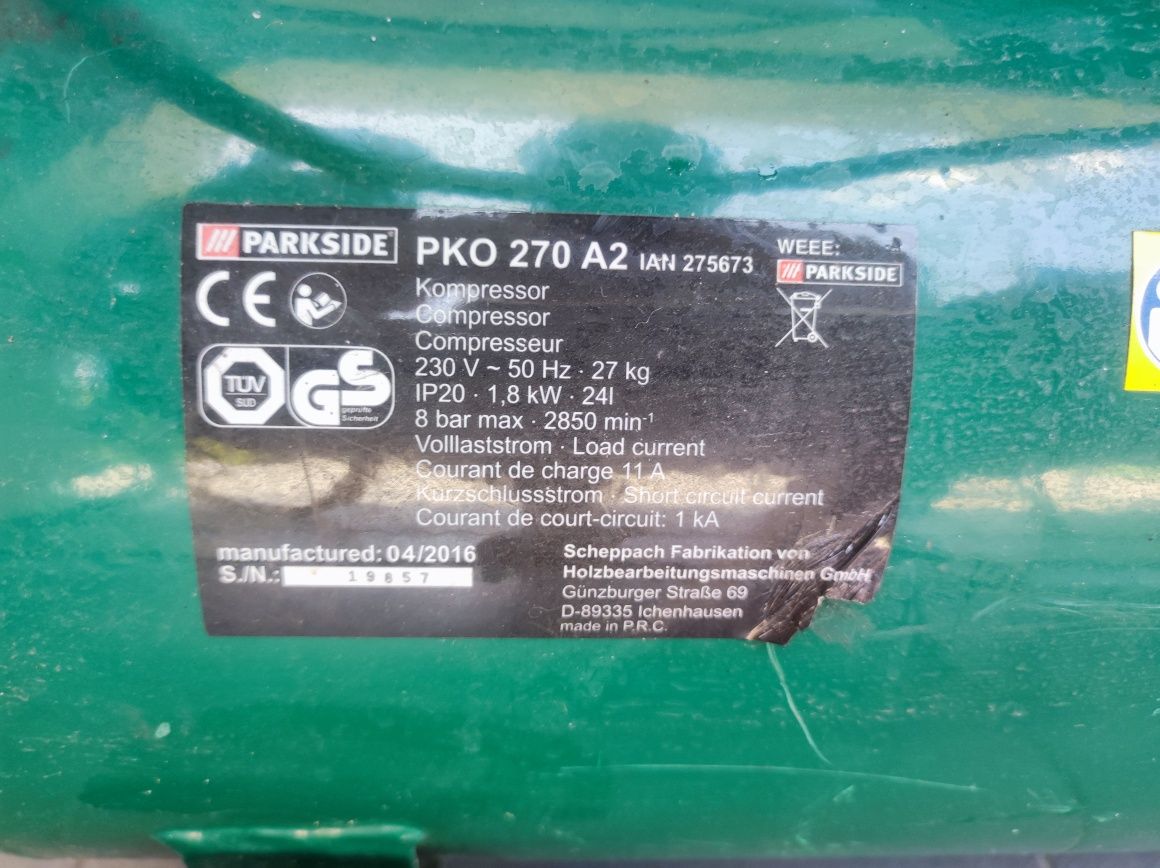 PARKSIDE
PKO 270 A2 IAN 275673
WEEE:
PARKSIDE
CE
Kompressor
Compressor
Compresseur
230 V ~ 50 Hz · 27 kg
IP20 · 1,8 kW · 24l
8 bar max · 2850 min⁻¹
Volllaststrom · Load current
Courant de charge 11 A
Kurzschlussstrom · Short circuit current
Courant de court-circuit: 1 kA
TÜV
SÜD
GS
geprüfte
Sicherheit
manufactured: 04/2016
S./N.: 19857
Scheppach Fabrikation von
Holzbearbeitungsmaschinen GmbH
Günzburger Straße 69
D-89335 Ichenhausen
made in P.R.C.